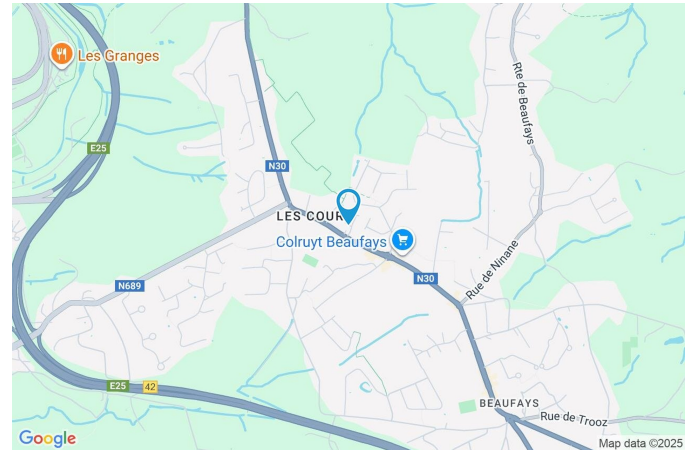 Les Granges
Rte de Beaufays
E25
N30
LES COUR
Colruyt Beaufays
N30
N689
Rue de Ninane
E25
42
BEAUFAYS
Rue de Trooz
Google
Map data ©2025